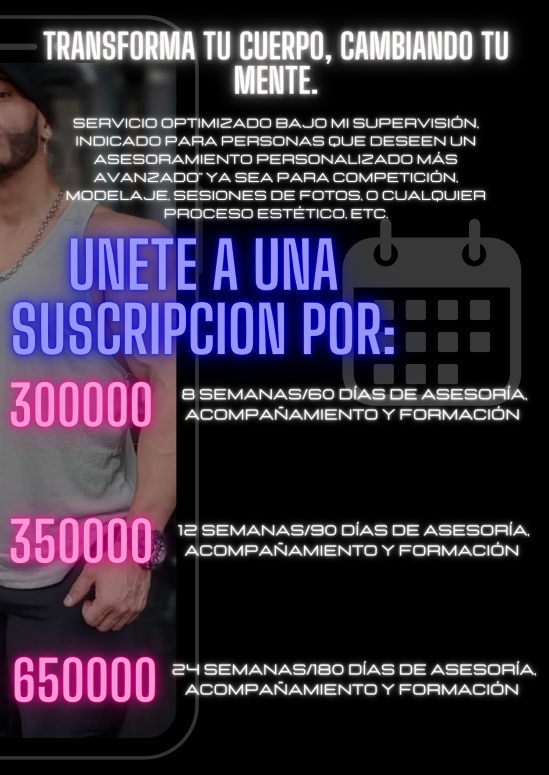 TRANSFORMA TU CUERPO, CAMBIANDO TU
MENTE.
SERVICIO OPTIMIZADO BAJO MI SUPERVISIÓN,
INDICADO PARA PERSONAS QUE DESEEN UN
ASESORAMIENTO PERSONALIZADO MÁS
AVANZADO" YA SEA PARA COMPETICIÓN,
MODELAJE, SESIONES DE FOTOS, O CUALQUIER
PROCESO ESTÉTICO, ETC.
UNETE A UNA
SUSCRIPCION POR:
300000
8 SEMANAS/60 DÍAS DE ASESORÍA,
ACOMPAÑAMIENTO Y FORMACIÓN
350000
12 SEMANAS/90 DÍAS DE ASESORÍA,
ACOMPAÑAMIENTO Y FORMACIÓN
650000
24 SEMANAS/180 DÍAS DE ASESORÍA,
ACOMPAÑAMIENTO Y FORMACIÓN